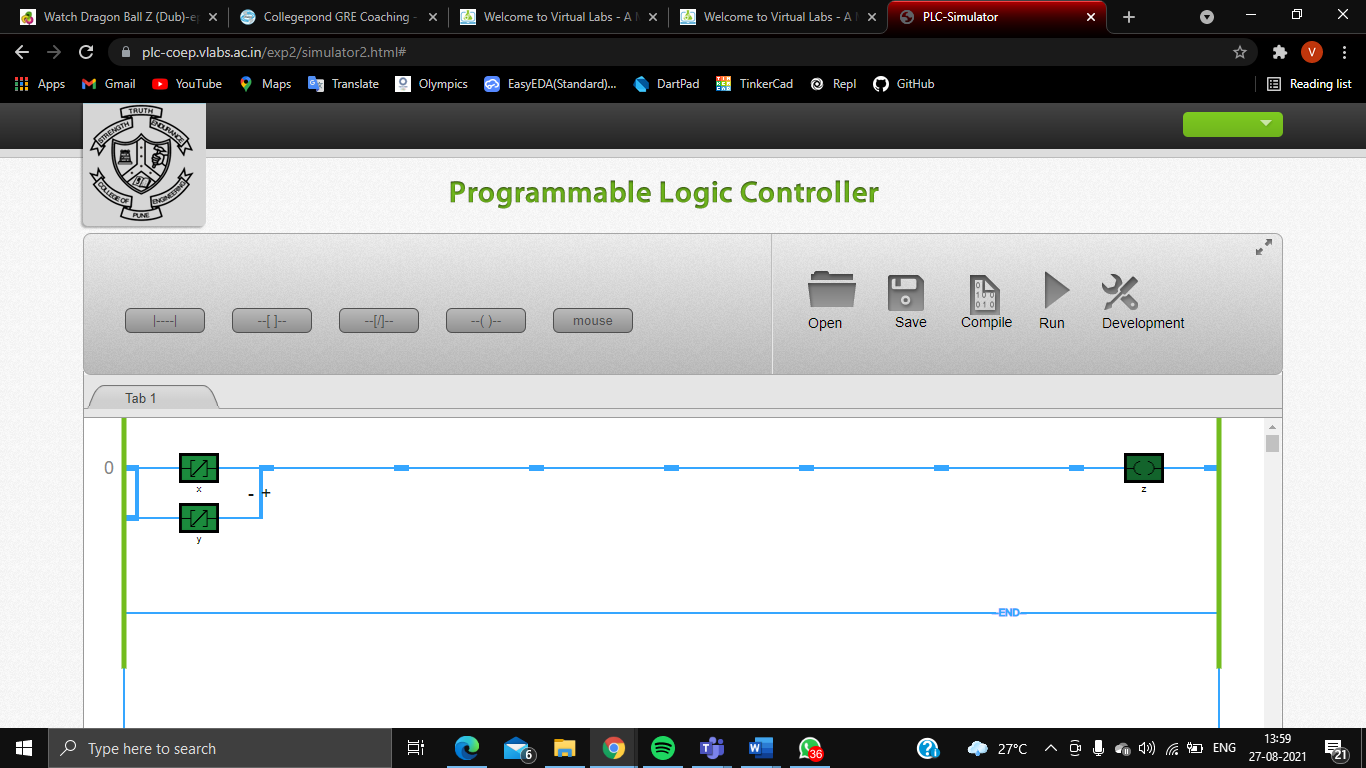 Watch Dragon Ball Z (Dub)-ep
Collegepond GRE Coaching -
Welcome to Virtual Labs - A M
Welcome to Virtual Labs - A M
PLC-Simulator
plc-coep.vlabs.ac.in/exp2/simulator2.html#
V
Apps
Gmail
YouTube
Maps
Translate
Olympics
EasyEDA(Standard)...
DartPad
TinkerCad
Repl
GitHub
Reading list
TRUTH
STRENGTH
ENDURANCE
COLLEGE OF
ENGINEERING
PUNE
Programmable Logic Controller
|----|
--[ ]--
--[/]--
--( )--
mouse
Open
Save
Compile
Run
Development
Tab 1
0
x
- +
y
z
--END--
Type here to search
6
36
27°C
ENG
13:59
27-08-2021
21